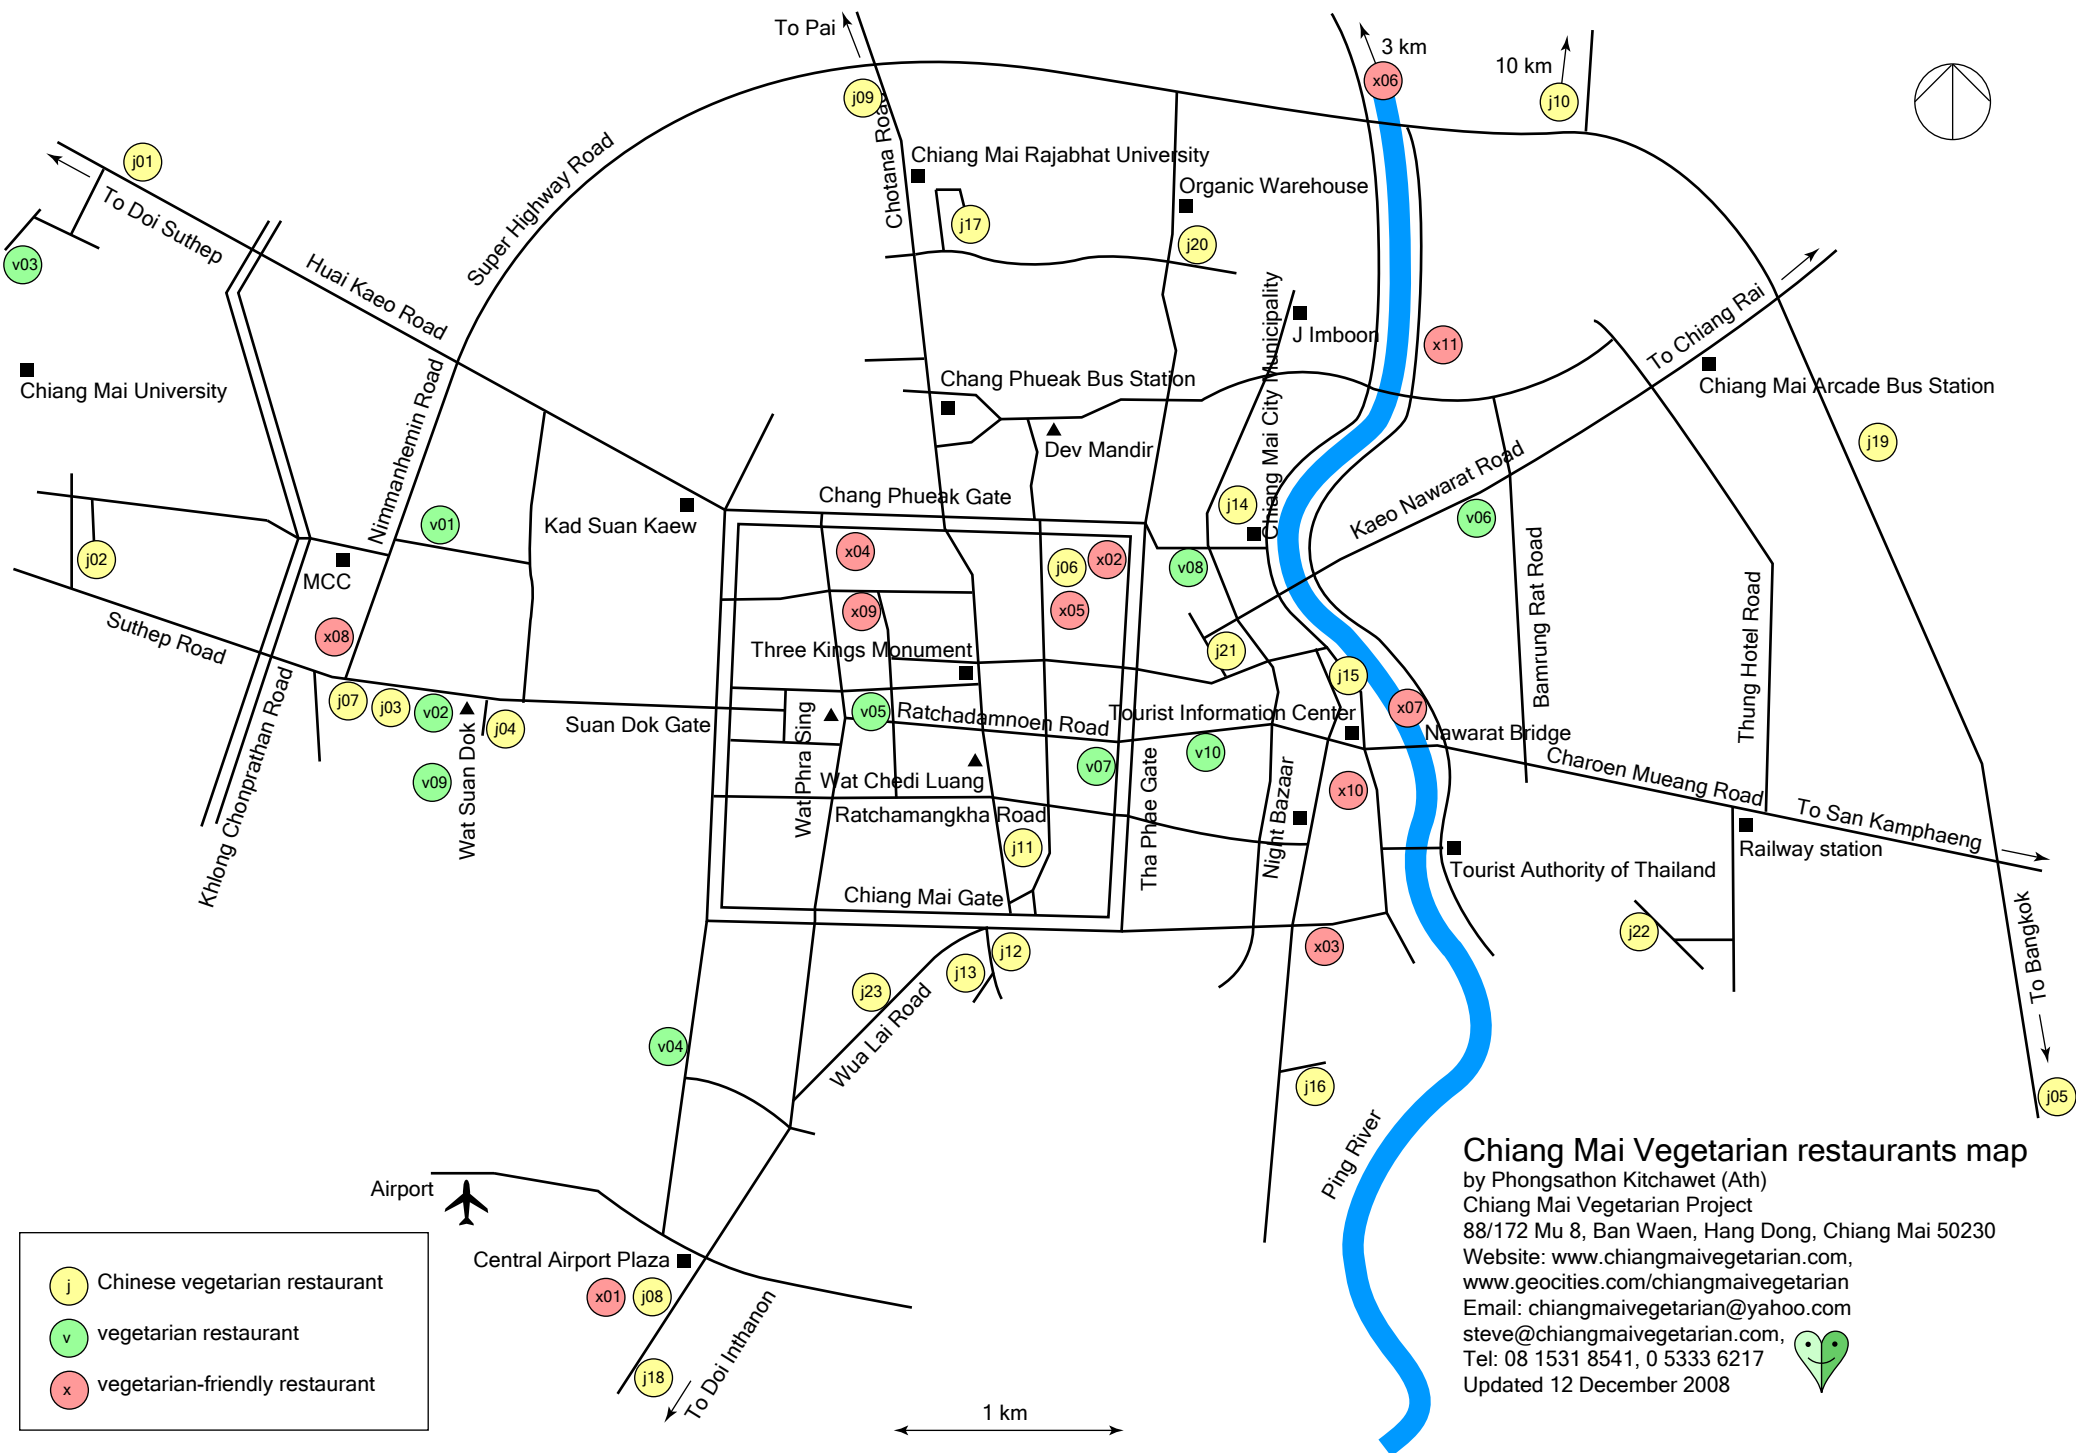 To Pai
3 km
10 km
x06
j09
j10
j01
Chotana Road
Chiang Mai Rajabhat University
Organic Warehouse
To Doi Suthep
Super Highway Road
j17
j20
v03
Huai Kaeo Road
Chiang Mai City Municipality
To Chiang Rai
J Imboon
x11
Chiang Mai University
Nimmanhemin Road
Chang Phueak Bus Station
Chiang Mai Arcade Bus Station
Dev Mandir
j19
Kaeo Nawarat Road
Chang Phueak Gate
Kad Suan Kaew
v01
j14
v06
j02
MCC
x04
j06
x02
v08
x09
x05
Bamrung Rat Road
Thung Hotel Road
Suthep Road
x08
Three Kings Monument
j21
j15
j07
j03
v02
j04
Suan Dok Gate
v05
Ratchadamnoen Road
Tourist Information Center
x07
Nawarat Bridge
Khlong Chonprathan Road
v09
Wat Suan Dok
Wat Phra Sing
Wat Chedi Luang
v07
Tha Phae Gate
v10
Night Bazaar
x10
Charoen Mueang Road
To San Kamphaeng
Ratchamangkha Road
j11
Railway station
Tourist Authority of Thailand
Chiang Mai Gate
j12
j13
j23
Wua Lai Road
x03
j22
To Bangkok
v04
j16
j05
Ping River
Airport
Central Airport Plaza
x01
j08
j18
To Doi Inthanon
1 km
j
Chinese vegetarian restaurant
v
vegetarian restaurant
x
vegetarian-friendly restaurant
Chiang Mai Vegetarian restaurants map
by Phongsathon Kitchawet (Ath)
Chiang Mai Vegetarian Project
88/172 Mu 8, Ban Waen, Hang Dong, Chiang Mai 50230
Website: www.chiangmaivegetarian.com,
www.geocities.com/chiangmaivegetarian
Email: chiangmaivegetarian@yahoo.com
steve@chiangmaivegetarian.com,
Tel: 08 1531 8541, 0 5333 6217
Updated 12 December 2008